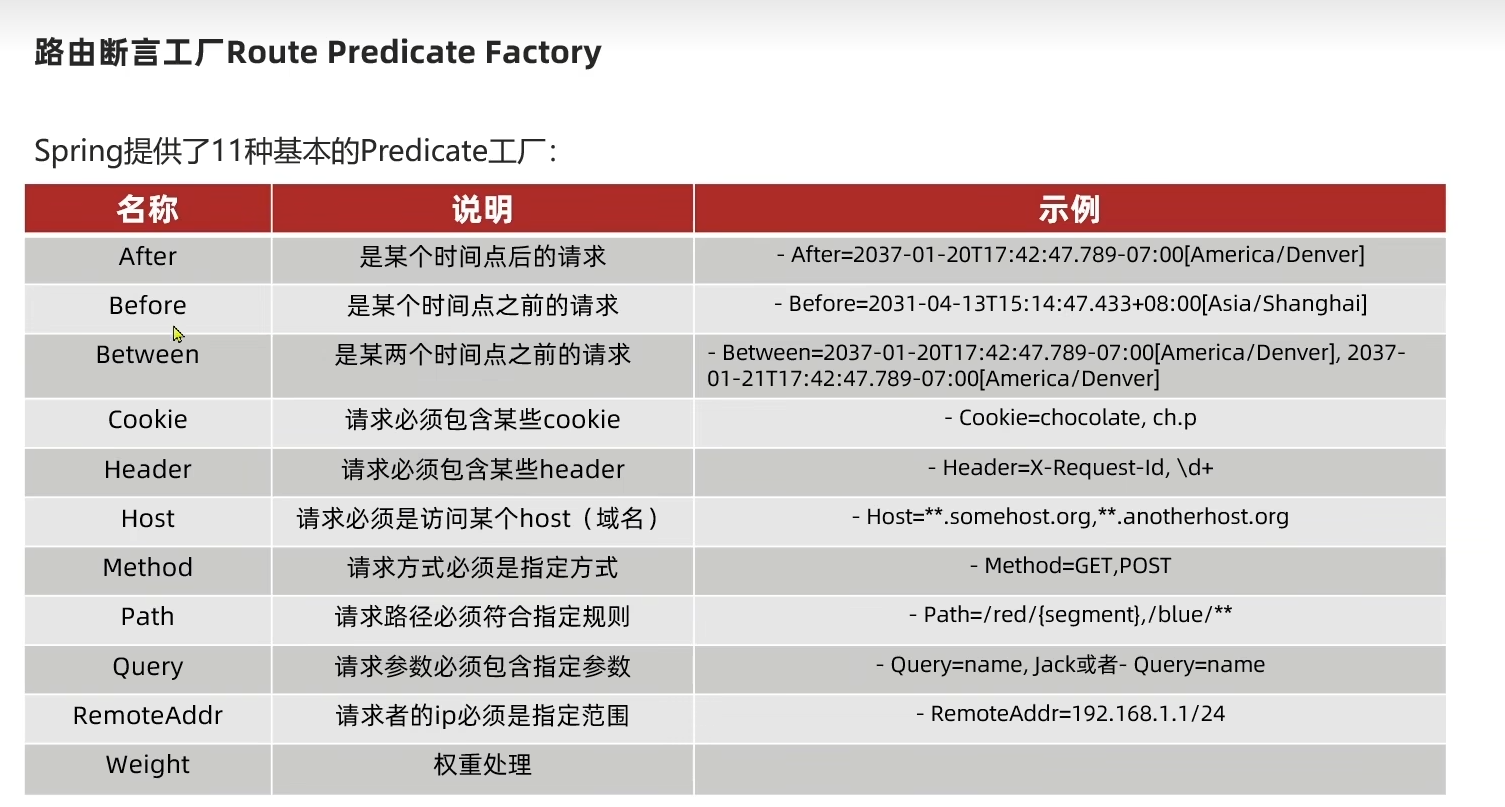 路由断言工厂Route Predicate Factory
Spring提供了11种基本的Predicate工厂：
名称 说明 示例
After 是某个时间点后的请求 - After=2037-01-20T17:42:47.789-07:00[America/Denver]
Before 是某个时间点之前的请求 - Before=2031-04-13T15:14:47.433+08:00[Asia/Shanghai]
Between 是某两个时间点之前的请求 - Between=2037-01-20T17:42:47.789-07:00[America/Denver], 2037-
01-21T17:42:47.789-07:00[America/Denver]
Cookie 请求必须包含某些cookie - Cookie=chocolate, ch.p
Header 请求必须包含某些header - Header=X-Request-Id, \d+
Host 请求必须是访问某个host（域名） - Host=**.somehost.org,**.anotherhost.org
Method 请求方式必须是指定方式 - Method=GET,POST
Path 请求路径必须符合指定规则 - Path=/red/{segment},/blue/**
Query 请求参数必须包含指定参数 - Query=name, Jack或者- Query=name
RemoteAddr 请求者的ip必须是指定范围 - RemoteAddr=192.168.1.1/24
Weight 权重处理